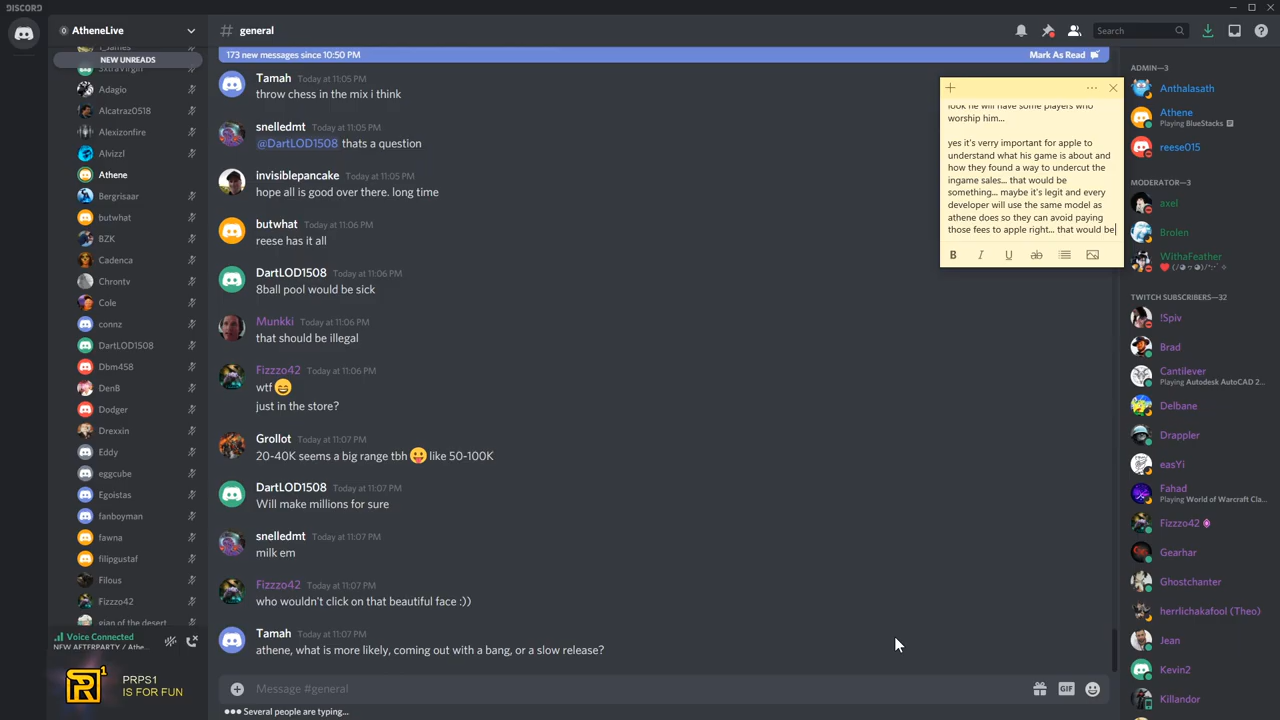 DISCORD
AtheneLive
# general
Search
NEW UNREADS
Adagio
Alcatraz0518
Alexizonfire
Alvizzl
Athene
Bergrisaar
butwhat
BZK
Cadenca
Chrontv
Cole
connz
DartLOD1508
Dbm458
DenB
Dodger
Drexxin
Eddy
eggcube
Egoistas
fanboyman
fawna
filipgustaf
Filous
Fizzzo42
gian of the desert
Voice Connected
NEW AFTERPARTY / Athe...
PRPS1
IS FOR FUN
173 new messages since 10:50 PM
Mark As Read
Tamah Today at 11:05 PM
throw chess in the mix i think
snelledmt Today at 11:05 PM
@DartLOD1508 thats a question
invisiblepancake Today at 11:05 PM
hope all is good over there. long time
butwhat Today at 11:06 PM
reese has it all
DartLOD1508 Today at 11:06 PM
8ball pool would be sick
Munkki Today at 11:06 PM
that should be illegal
Fizzzo42 Today at 11:06 PM
wtf 😄
just in the store?
Grollot Today at 11:07 PM
20-40K seems a big range tbh 😛 like 50-100K
DartLOD1508 Today at 11:07 PM
Will make millions for sure
snelledmt Today at 11:07 PM
milk em
Fizzzo42 Today at 11:07 PM
who wouldn't click on that beautiful face :))
Tamah Today at 11:07 PM
athene, what is more likely, coming out with a bang, or a slow release?
Message #general
GIF
Several people are typing...
look he will have some players who
worship him...
yes it's verry important for apple to
understand what his game is about and
how they found a way to undercut the
ingame sales... that would be
something... maybe it's legit and every
developer will use the same model as
athene does so they can avoid paying
those fees to apple right... that would be
B I U ab
ADMIN—3
Anthalasath
Athene
Playing BlueStacks
reese015
MODERATOR—3
axel
Brolen
WithaFeather
TWITCH SUBSCRIBERS—32
!Spiv
Brad
Cantilever
Playing Autodesk AutoCAD 2...
Delbane
Drappler
easYi
Fahad
Playing World of Warcraft Cla...
Fizzzo42
Gearhar
Ghostchanter
herrlichakafool (Theo)
Jean
Kevin2
Killandor